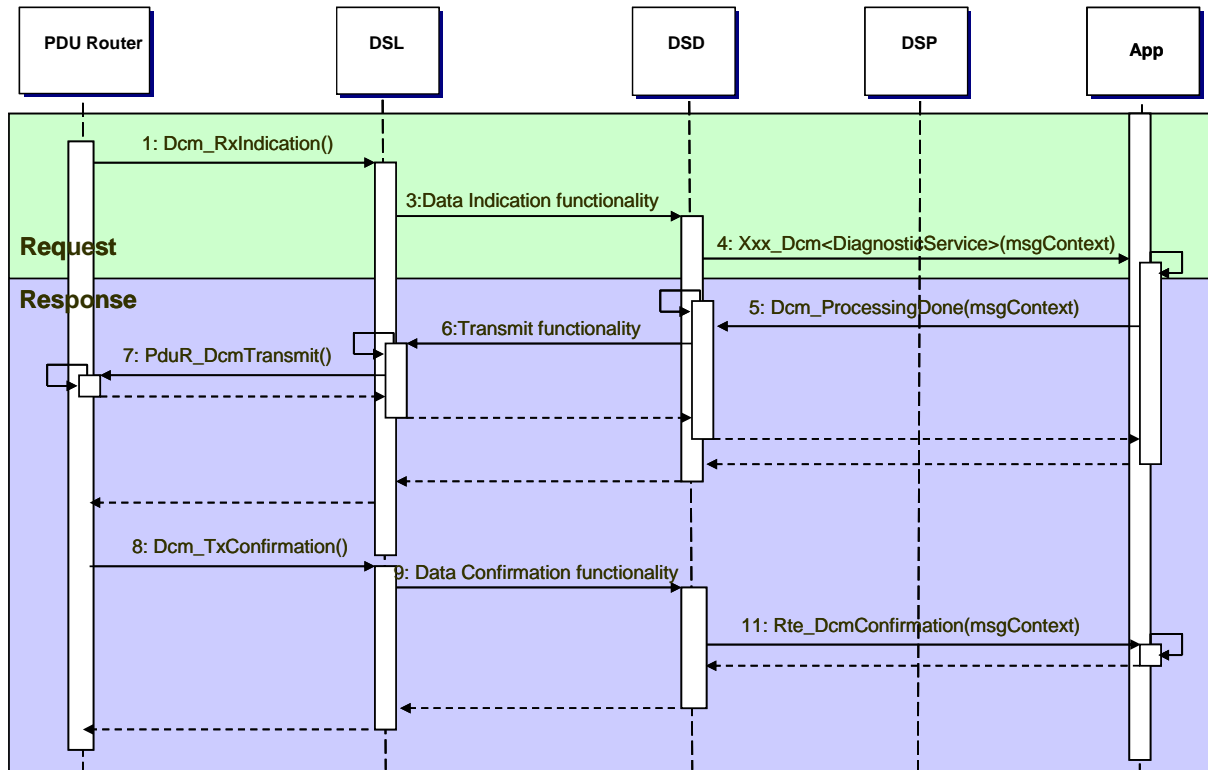 PDU Router
DSL
DSD
DSP
App
1: Dcm_RxIndication()
3:Data Indication functionality
4: Xxx_Dcm<DiagnosticService>(msgContext)
Request
Response
5: Dcm_ProcessingDone(msgContext)
6:Transmit functionality
7: PduR_DcmTransmit()
8: Dcm_TxConfirmation()
9: Data Confirmation functionality
11: Rte_DcmConfirmation(msgContext)